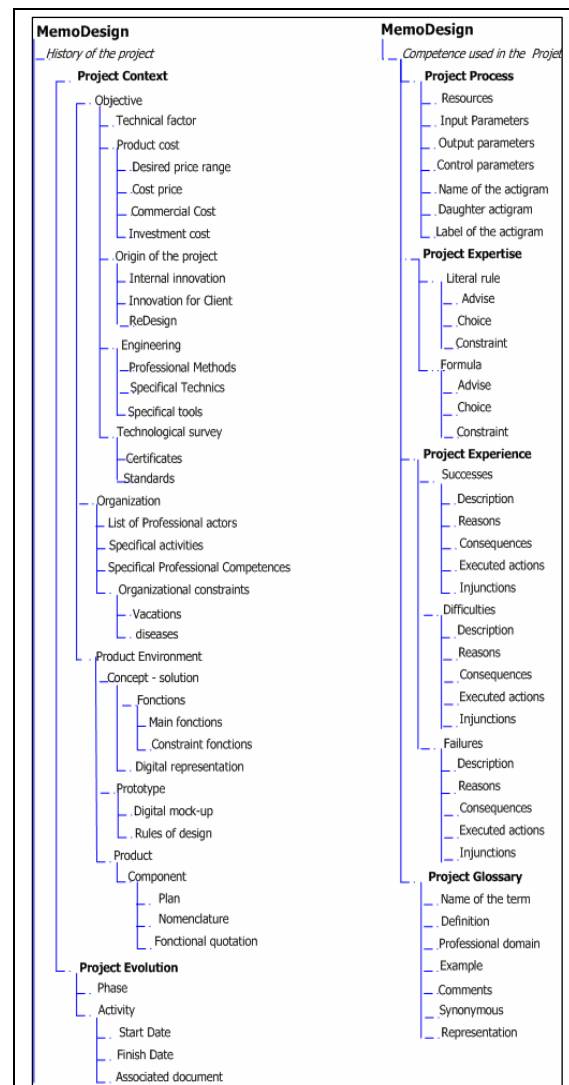 MemoDesign
History of the project
Project Context
Objective
Technical factor
Product cost
Desired price range
Cost price
Commercial Cost
Investment cost
Origin of the project
Internal innovation
Innovation for Client
ReDesign
Engineering
Professional Methods
Specifical Technics
Specifical tools
Technological survey
Certificates
Standards
Organization
List of Professional actors
Specifical activities
Specifical Professional Competences
Organizational constraints
Vacations
diseases
Product Environment
Concept - solution
Fonctions
Main fonctions
Constraint fonctions
Digital representation
Prototype
Digital mock-up
Rules of design
Product
Component
Plan
Nomenclature
Fonctional quotation
Project Evolution
Phase
Activity
Start Date
Finish Date
Associated document
MemoDesign
Competence used in the Projet
Project Process
Resources
Input Parameters
Output parameters
Control parameters
Name of the actigram
Daughter actigram
Label of the actigram
Project Expertise
Literal rule
Advise
Choice
Constraint
Formula
Advise
Choice
Constraint
Project Experience
Successes
Description
Reasons
Consequences
Executed actions
Injunctions
Difficulties
Description
Reasons
Consequences
Executed actions
Injunctions
Failures
Description
Reasons
Consequences
Executed actions
Injunctions
Project Glossary
Name of the term
Definition
Professional domain
Example
Comments
Synonymous
Representation